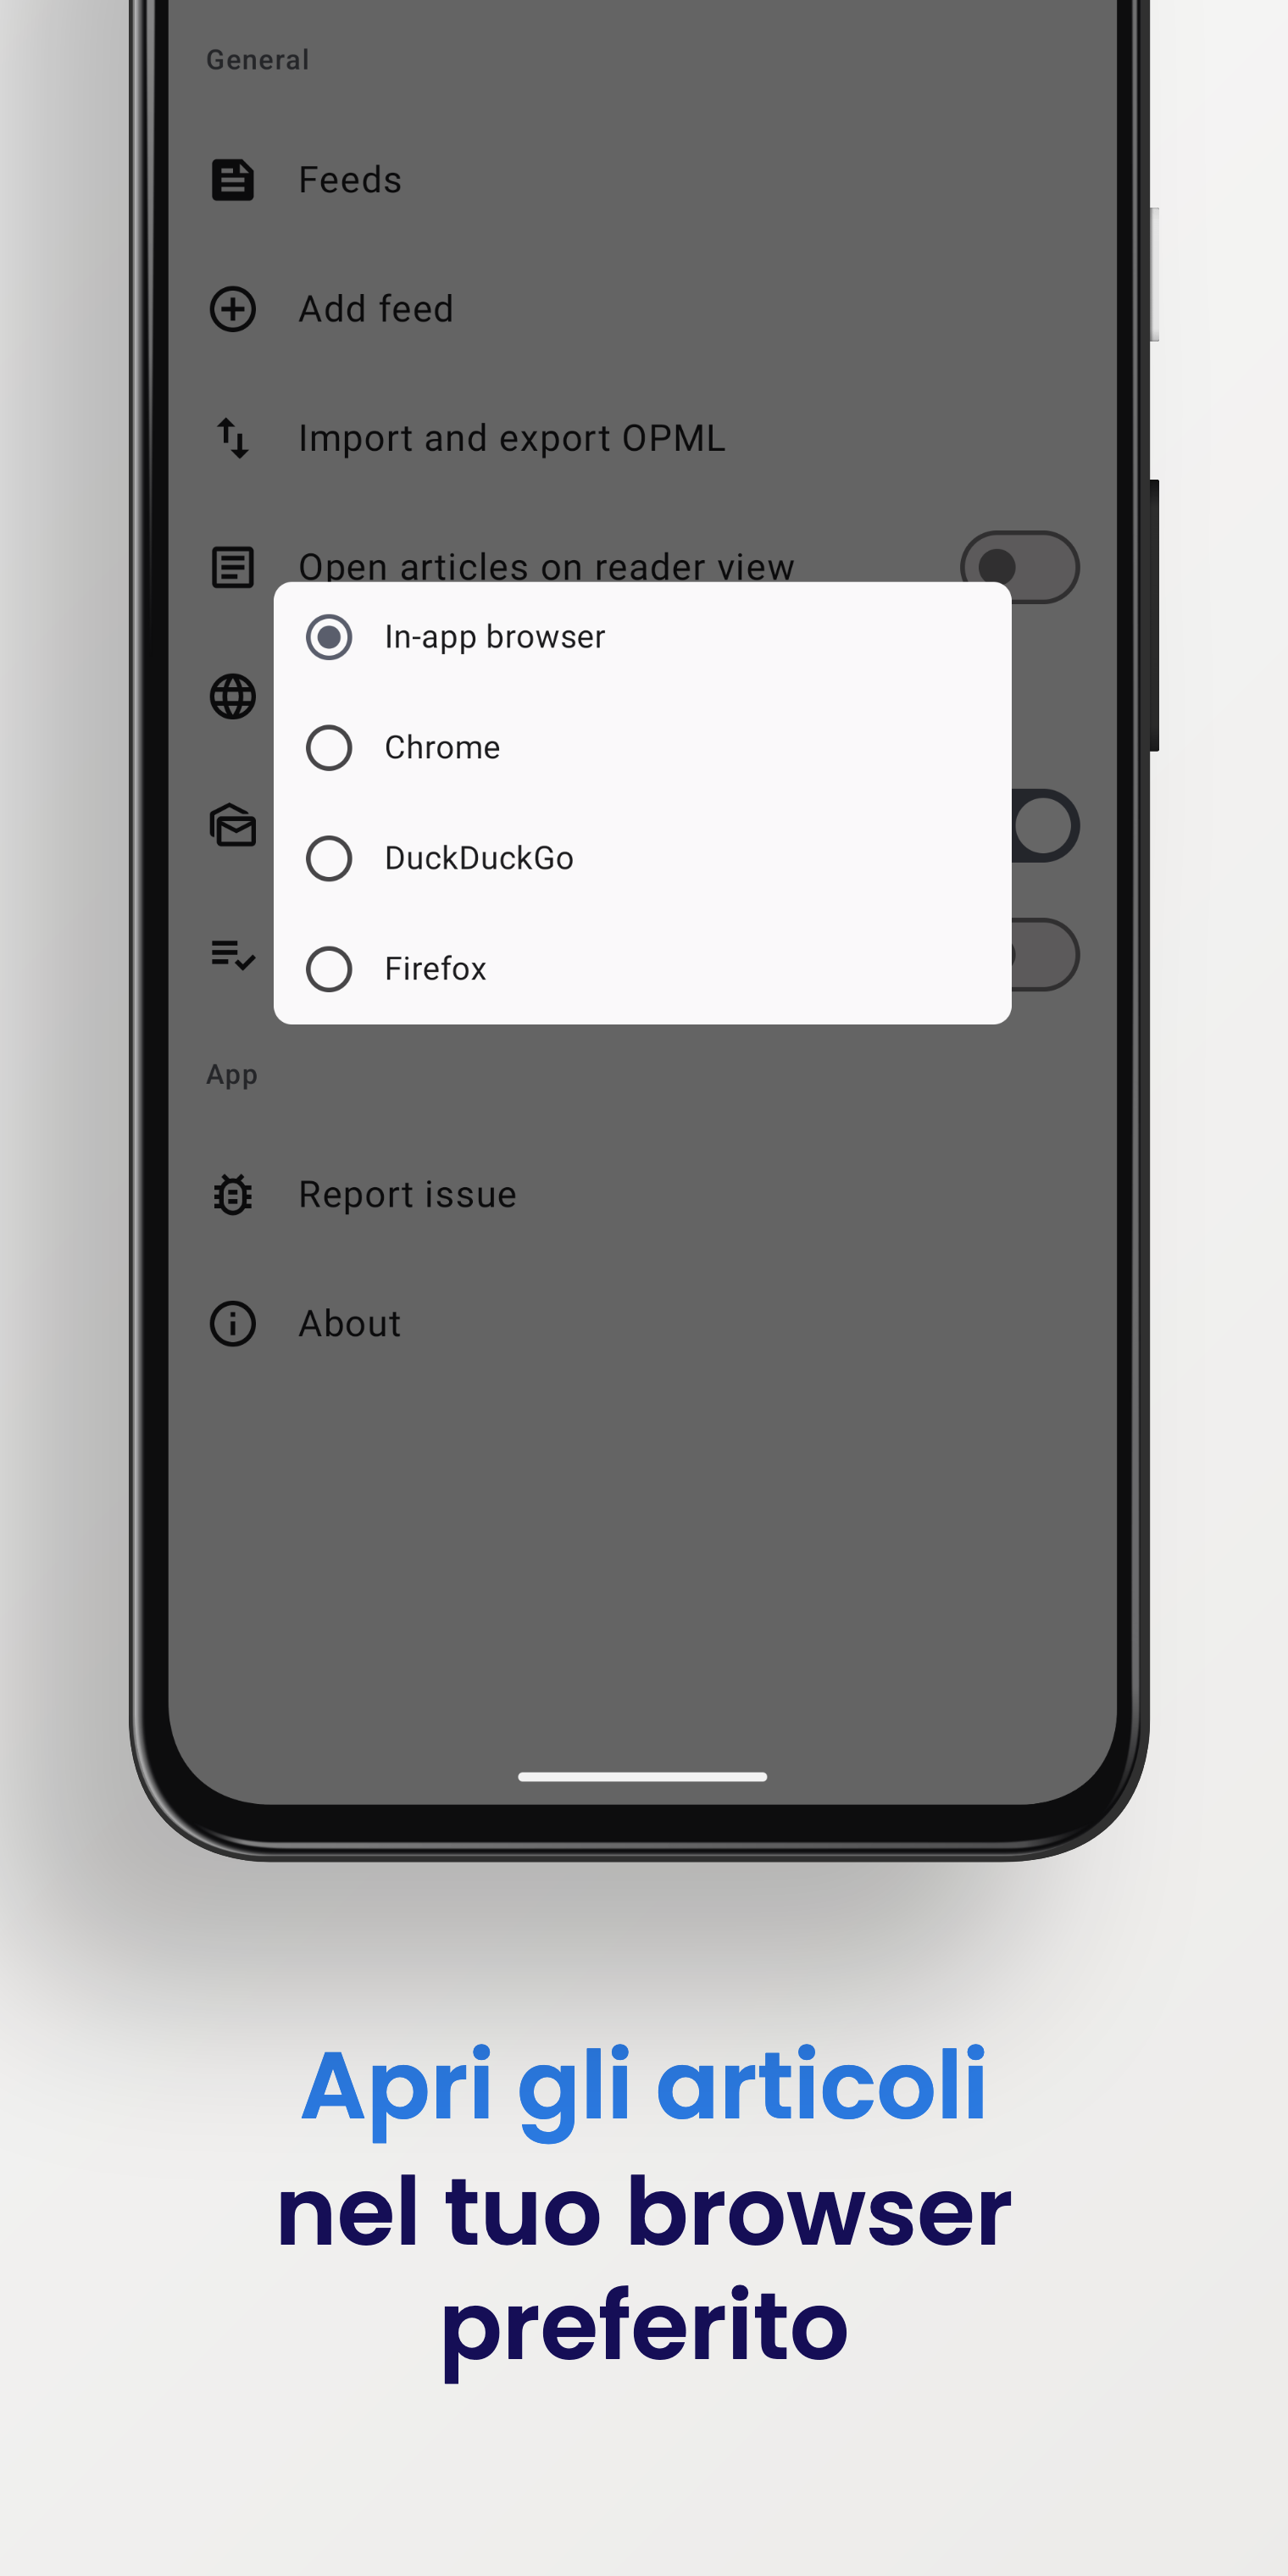 General
Feeds
Add feed
Import and export OPML
Open articles on reader view
In-app browser
Chrome
DuckDuckGo
Firefox
App
Report issue
About
Apri gli articoli
nel tuo browser
preferito